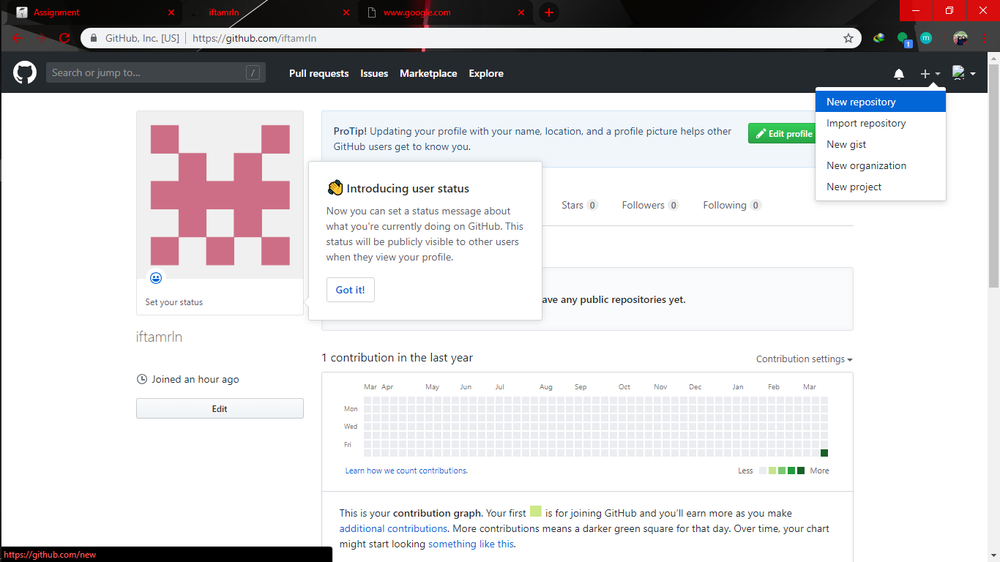 Assignment
iftamrln
www.google.com
GitHub, Inc. [US]
https://github.com/iftamrln
1
m
Search or jump to...
/
Pull requests
Issues
Marketplace
Explore
New repository
Import repository
New gist
New organization
New project
ProTip! Updating your profile with your name, location, and a profile picture helps other
GitHub users get to know you.
Edit profile
Introducing user status
Now you can set a status message about
what you're currently doing on GitHub. This
status will be publicly visible to other users
when they view your profile.
Got it!
Stars 0
Followers 0
Following 0
Set your status
ave any public repositories yet.
iftamrln
Joined an hour ago
Edit
1 contribution in the last year
Contribution settings
Mar Apr May Jun Jul Aug Sep Oct Nov Dec Jan Feb Mar
Mon
Wed
Fri
Learn how we count contributions.
Less
More
This is your contribution graph. Your first is for joining GitHub and you’ll earn more as you make
additional contributions. More contributions means a darker green square for that day. Over time, your chart
might start looking something like this.
https://github.com/new